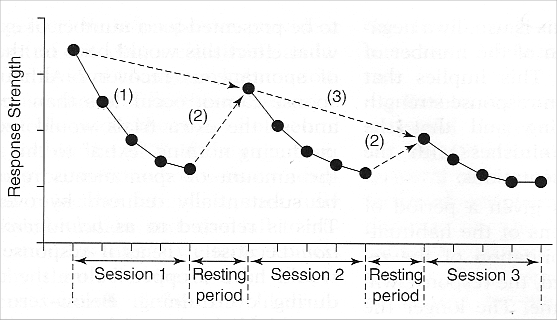 Response Strength
(1)
(2)
(3)
(2)
Session 1
Resting
period
Session 2
Resting
period
Session 3